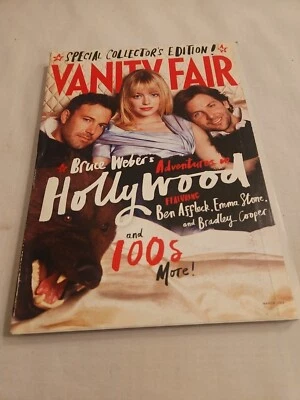 SPECIAL COLLECTOR'S EDITION!
VANITY FAIR
Bruce Weber's Adventures in
Hollywood
FEATURING
Ben Affleck, Emma Stone,
and Bradley Cooper
and
100s
More!